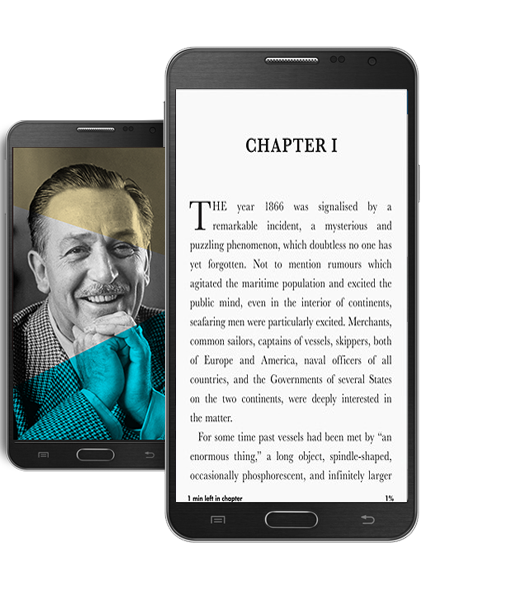 CHAPTER I
THE year 1866 was signalised by a
remarkable incident, a mysterious and
puzzling phenomenon, which doubtless no one has
yet forgotten. Not to mention rumours which
agitated the maritime population and excited the
public mind, even in the interior of continents,
seafaring men were particularly excited. Merchants,
common sailors, captains of vessels, skippers, both
of Europe and America, naval officers of all
countries, and the Governments of several States
on the two continents, were deeply interested in
the matter.
For some time past vessels had been met by “an
enormous thing,” a long object, spindle-shaped,
occasionally phosphorescent, and infinitely larger
1 min left in chapter 1%